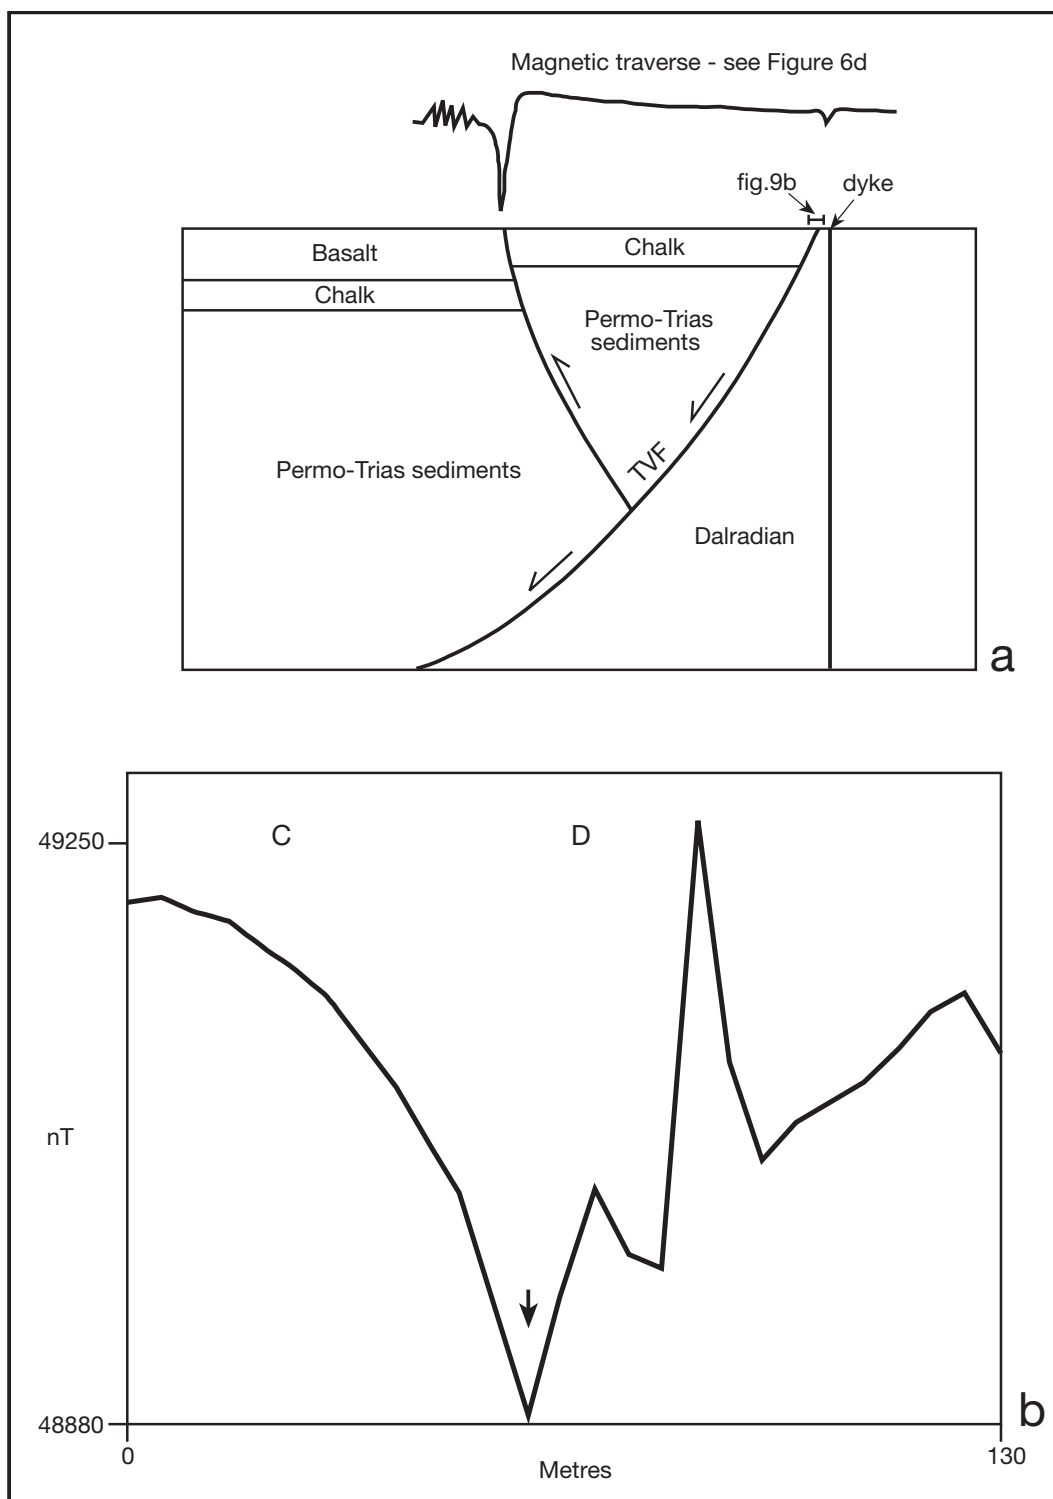 Magnetic traverse - see Figure 6d
fig.9b
dyke
Basalt
Chalk
Chalk
Permo-Trias
sediments
TVF
Permo-Trias sediments
Dalradian
a
49250
C
D
nT
48880
b
0
130
Metres